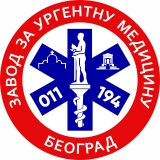 ЗАВОД ЗА УРГЕНТНУ МЕДИЦИНУ
011 194
БЕОГРАД